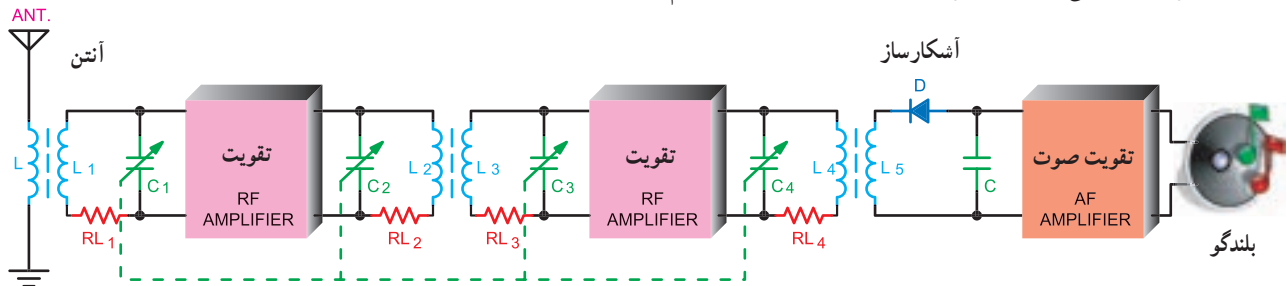 ANT.
آنتن
آشکارساز
D
L
L 1
C 1
RL 1
تقویت
RF
AMPLIFIER
C 2
L 2
RL 2
L 3
C 3
RL 3
تقویت
RF
AMPLIFIER
C 4
L 4
RL 4
L 5
C
تقویت صوت
AF
AMPLIFIER
بلندگو